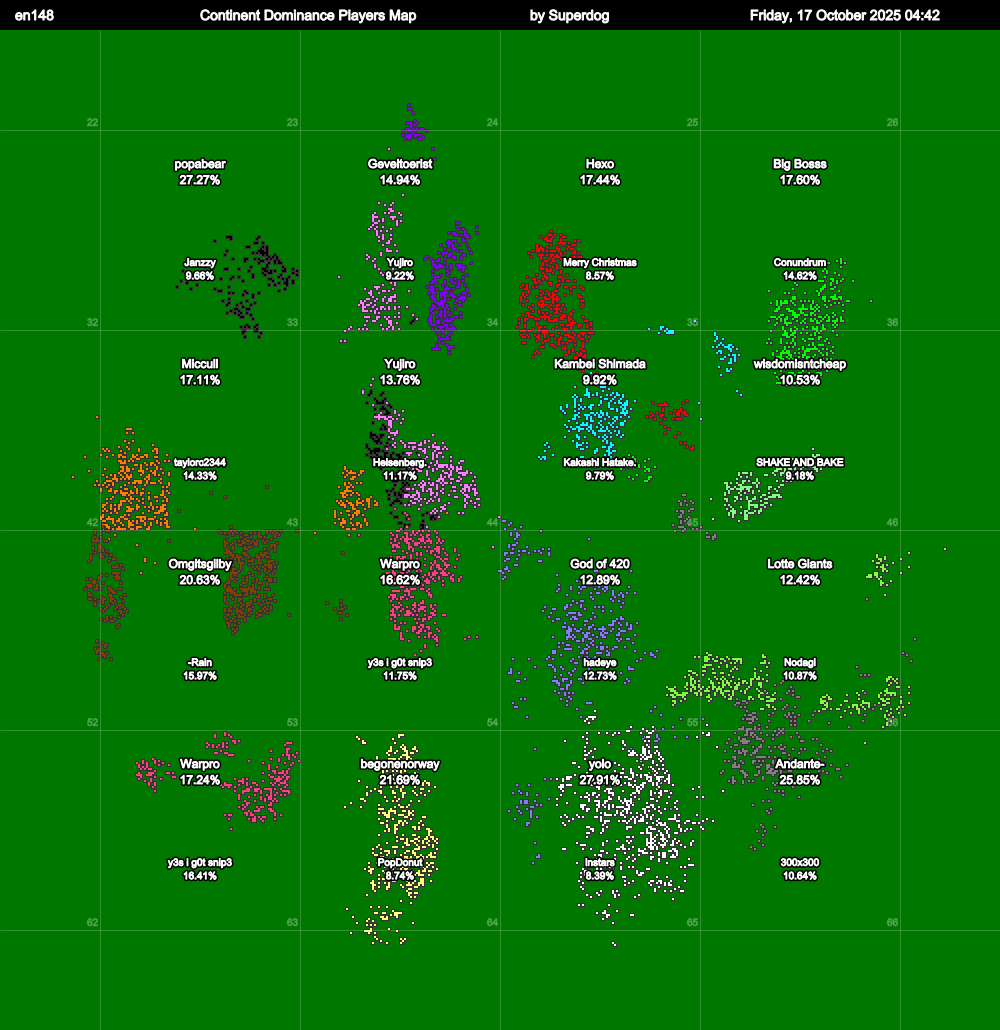 en148 Continent Dominance Players Map by Superdog Friday, 17 October 2025 04:42
22 23 24 25 26
popabear Geveltoerist Hexo Big Bosss
27.27% 14.94% 17.44% 17.60%
Janzzy Yujiro Merry Christmas Conundrum
9.66% 9.22% 8.57% 14.62%
32 33 34 35 36
Miccull Yujiro Kambei Shimada wisdomisntcheap
17.11% 13.76% 9.92% 10.53%
taylorc2344 Heisenberg. Kakashi Hatake. SHAKE AND BAKE
14.33% 11.17% 9.79% 9.18%
42 43 44 45 46
Omgitsgilby Warpro God of 420 Lotte Giants
20.63% 16.62% 12.89% 12.42%
-Rain y3s i g0t snip3 hadeye Nodagi
15.97% 11.75% 12.73% 10.87%
52 53 54 55 56
Warpro begonenorway yolo Andante-
17.24% 21.69% 27.91% 25.85%
y3s i g0t snip3 PopDonut Instars 300x300
16.41% 8.74% 8.39% 10.64%
62 63 64 65 66